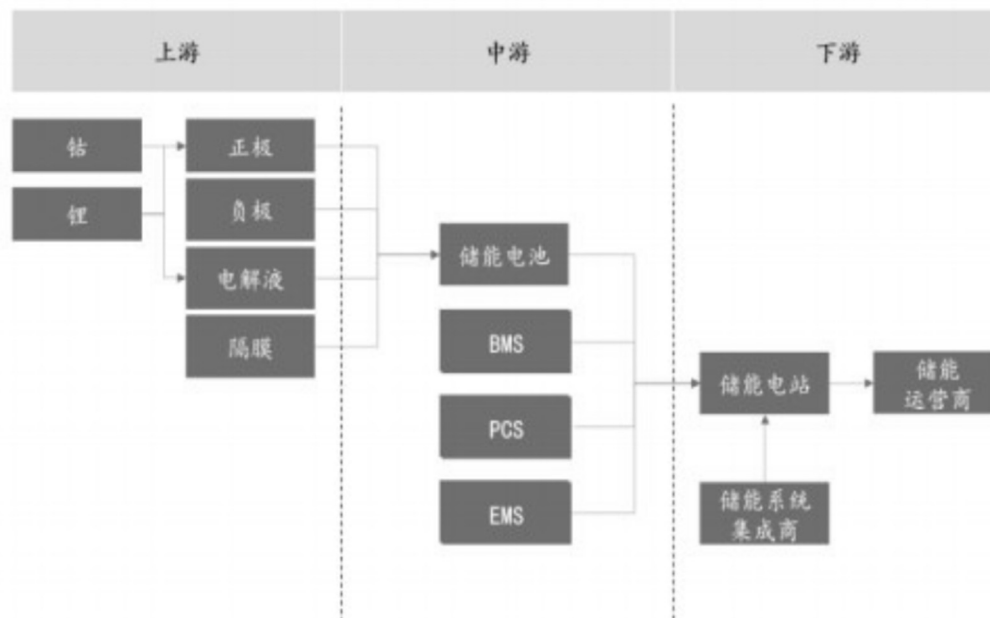 上游
中游
下游
钴
正极
锂
负极
电解液
隔膜
储能电池
BMS
PCS
EMS
储能电站
储能
运营商
储能系统
集成商